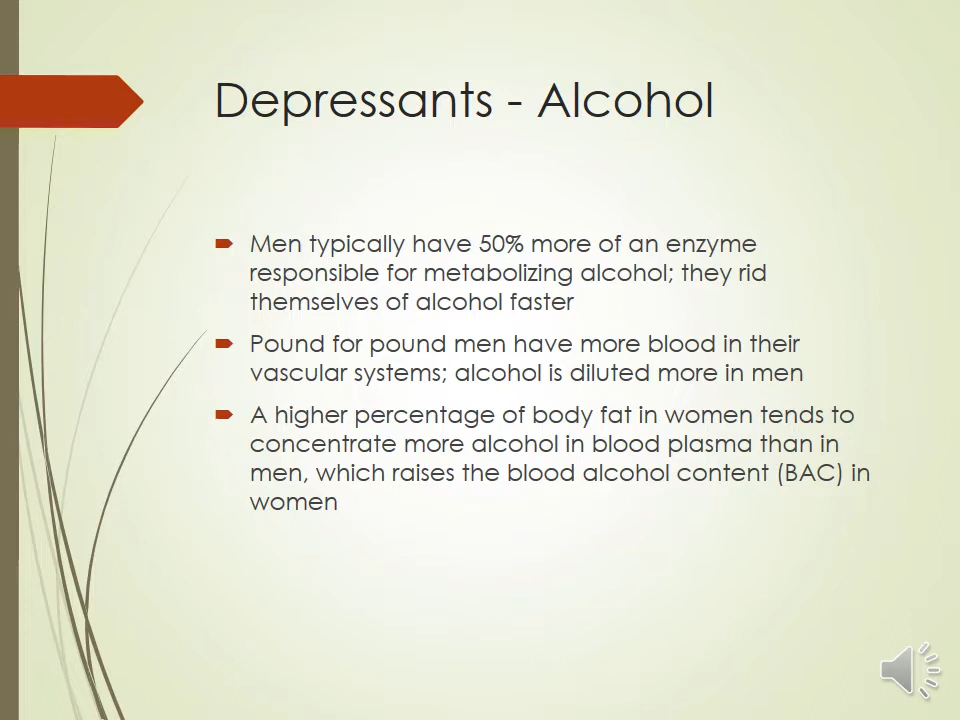 Depressants - Alcohol
Men typically have 50% more of an enzyme
responsible for metabolizing alcohol; they rid
themselves of alcohol faster
Pound for pound men have more blood in their
vascular systems; alcohol is diluted more in men
A higher percentage of body fat in women tends to
concentrate more alcohol in blood plasma than in
men, which raises the blood alcohol content (BAC) in
women